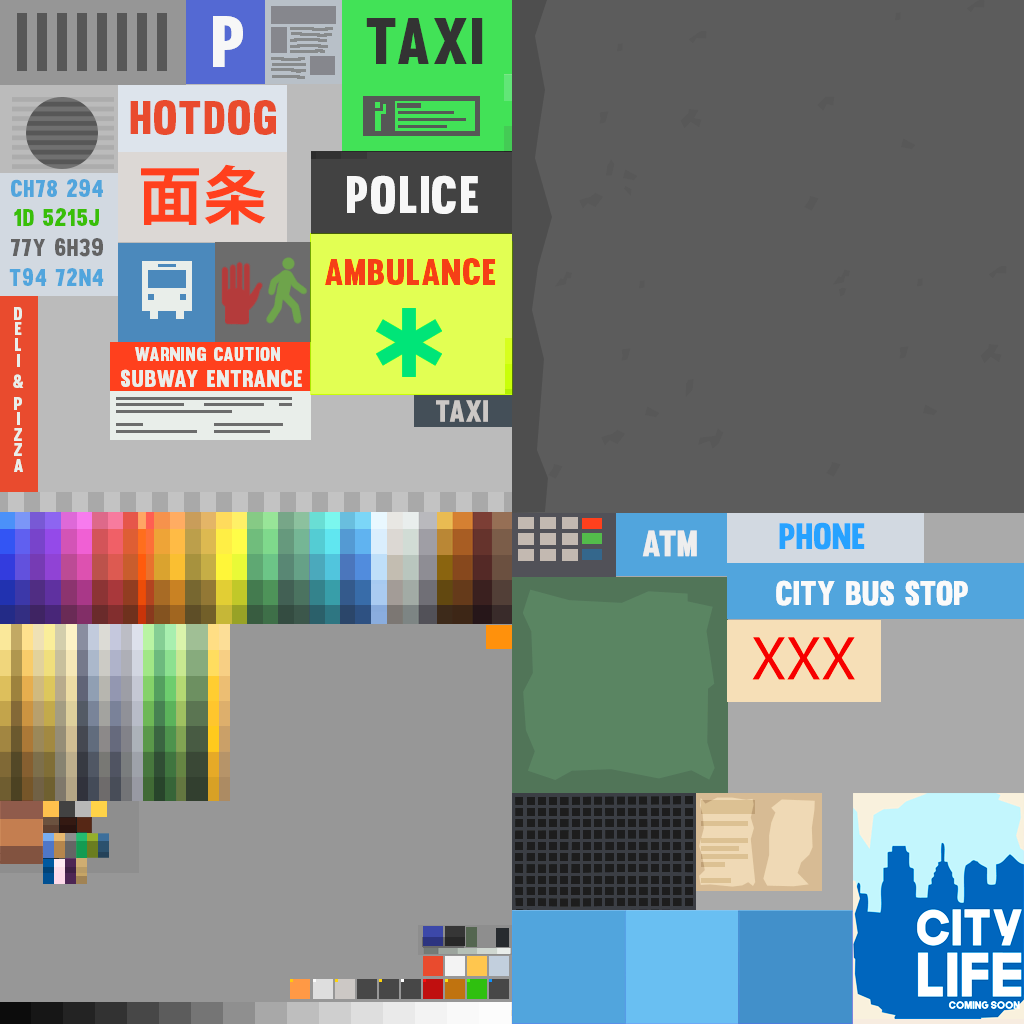 P
TAXI
HOTDOG
面条
CH78 294
1D 5215J
77Y 6H39
T94 72N4
POLICE
AMBULANCE
WARNING CAUTION
SUBWAY ENTRANCE
TAXI
DELI & PIZZA
ATM
PHONE
CITY BUS STOP
XXX
CITY
LIFE
COMING SOON